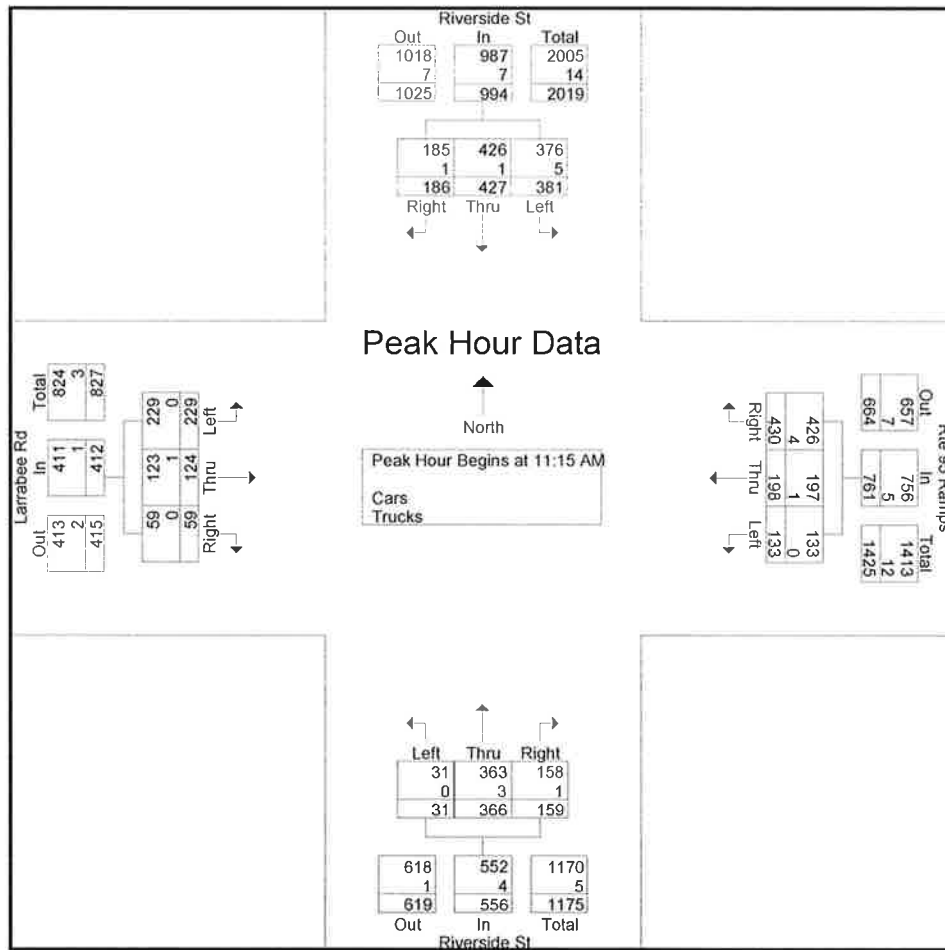 Riverside St
Out In Total
1018 987 2005
7 7 14
1025 994 2019
185 426 376
1 1 5
186 427 381
Right Thru Left
Peak Hour Data
North
Peak Hour Begins at 11:15 AM
Cars
Trucks
Larrabee Rd
Out In Total
413 411 824
2 1 3
415 412 827
59 123 229
0 1 0
59 124 229
Right Thru Left
Rte 95 Ramps
Out In Total
657 756 1413
7 5 12
664 761 1425
426 197 133
4 1 0
430 198 133
Right Thru Left
Left Thru Right
31 363 158
0 3 1
31 366 159
618 552 1170
1 4 5
619 556 1175
Out In Total
Riverside St